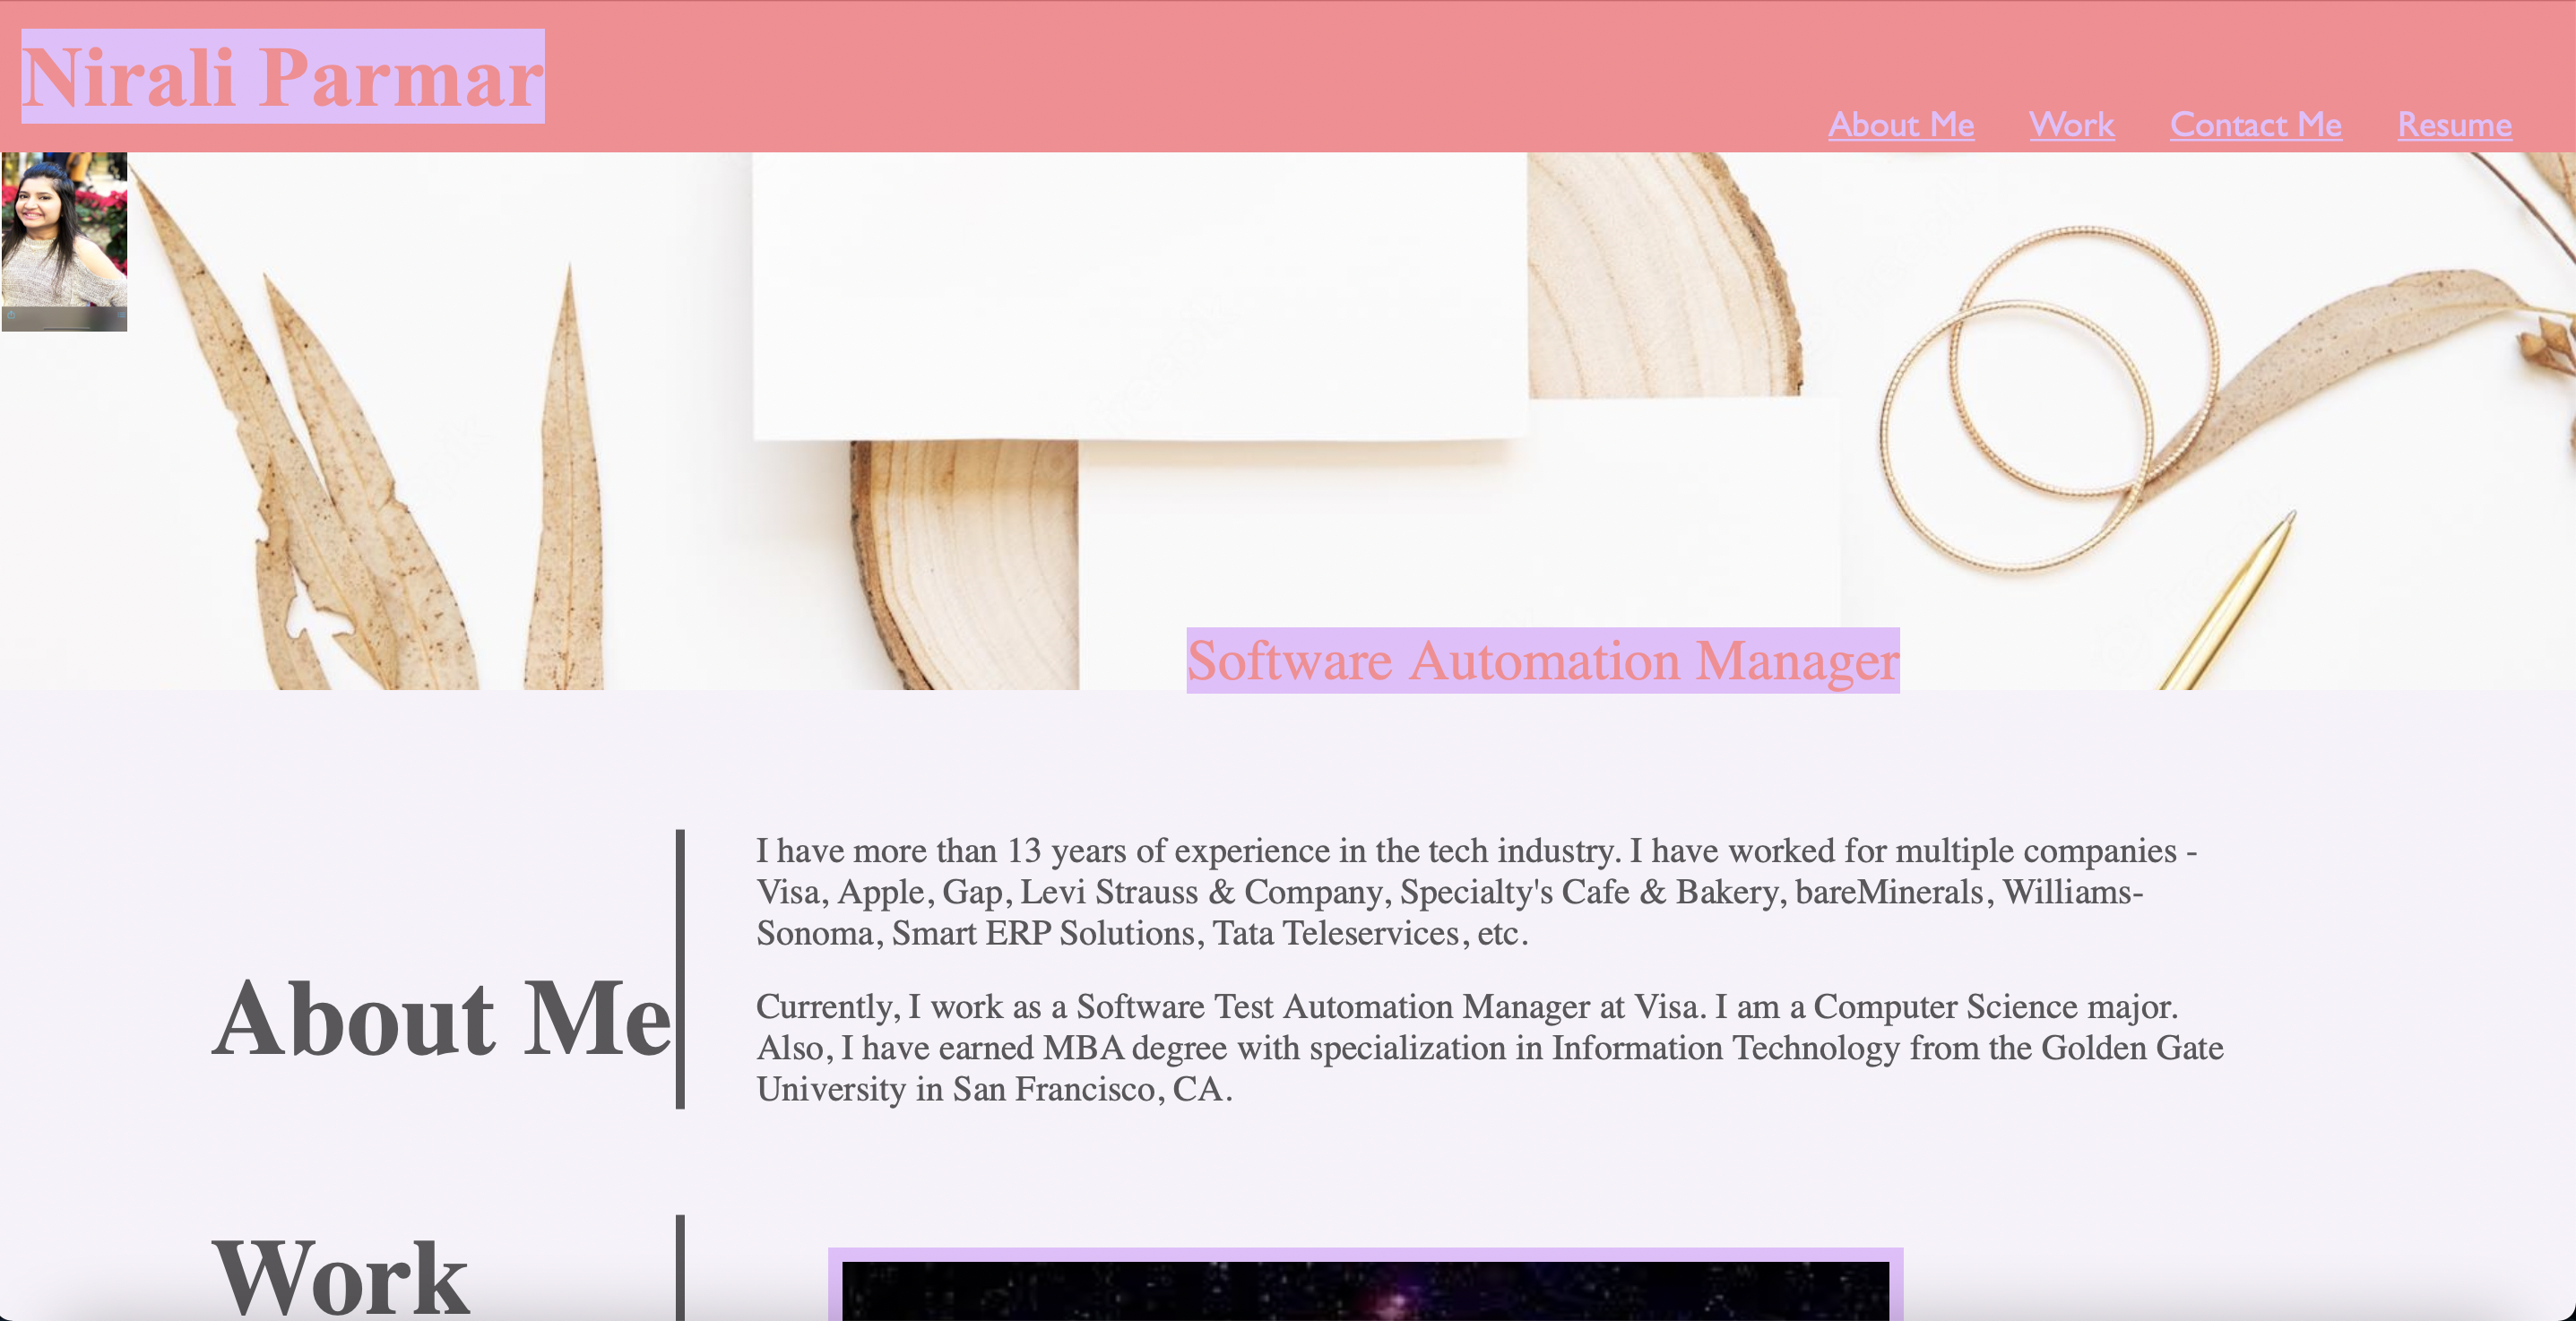 Nirali Parmar
About Me Work Contact Me Resume
Software Automation Manager
I have more than 13 years of experience in the tech industry. I have worked for multiple companies -
Visa, Apple, Gap, Levi Strauss & Company, Specialty's Cafe & Bakery, bareMinerals, Williams-
Sonoma, Smart ERP Solutions, Tata Teleservices, etc.
About Me
Currently, I work as a Software Test Automation Manager at Visa. I am a Computer Science major.
Also, I have earned MBA degree with specialization in Information Technology from the Golden Gate
University in San Francisco, CA.
Work